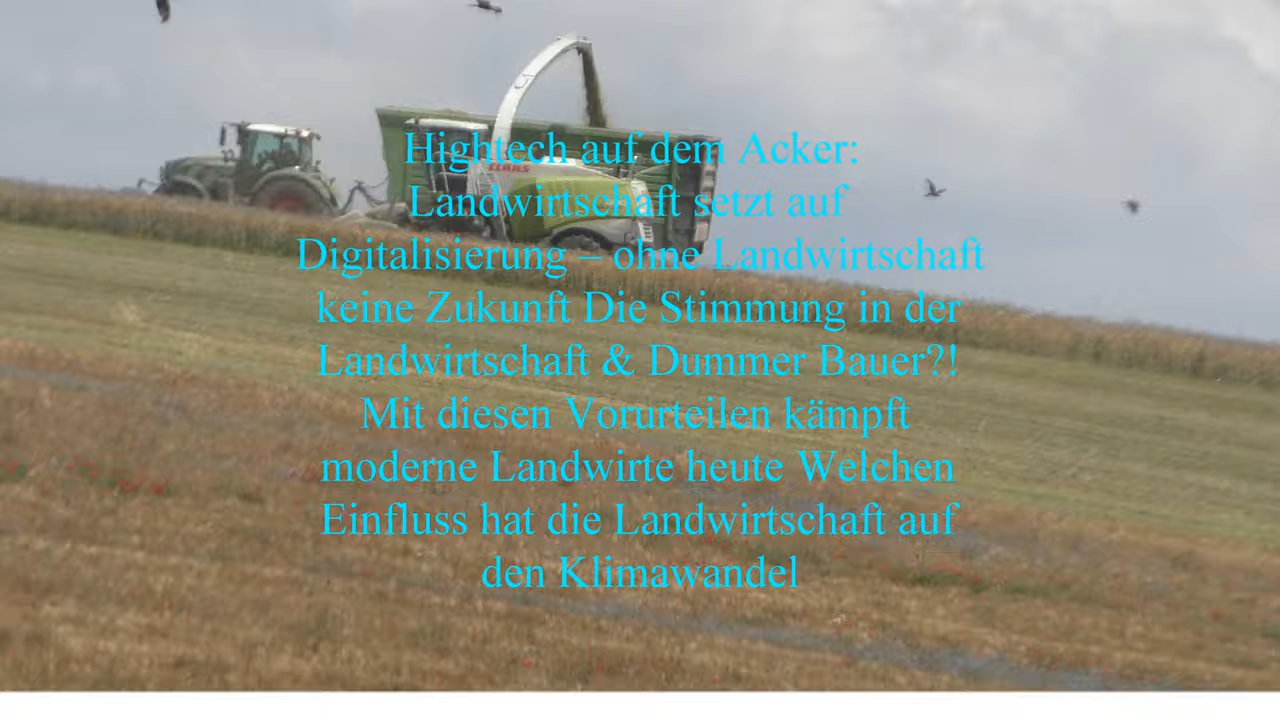 CLAAS
Hightech auf dem Acker:
Landwirtschaft setzt auf
Digitalisierung – ohne Landwirtschaft
keine Zukunft Die Stimmung in der
Landwirtschaft & Dummer Bauer?!
Mit diesen Vorurteilen kämpft
moderne Landwirte heute Welchen
Einfluss hat die Landwirtschaft auf
den Klimawandel